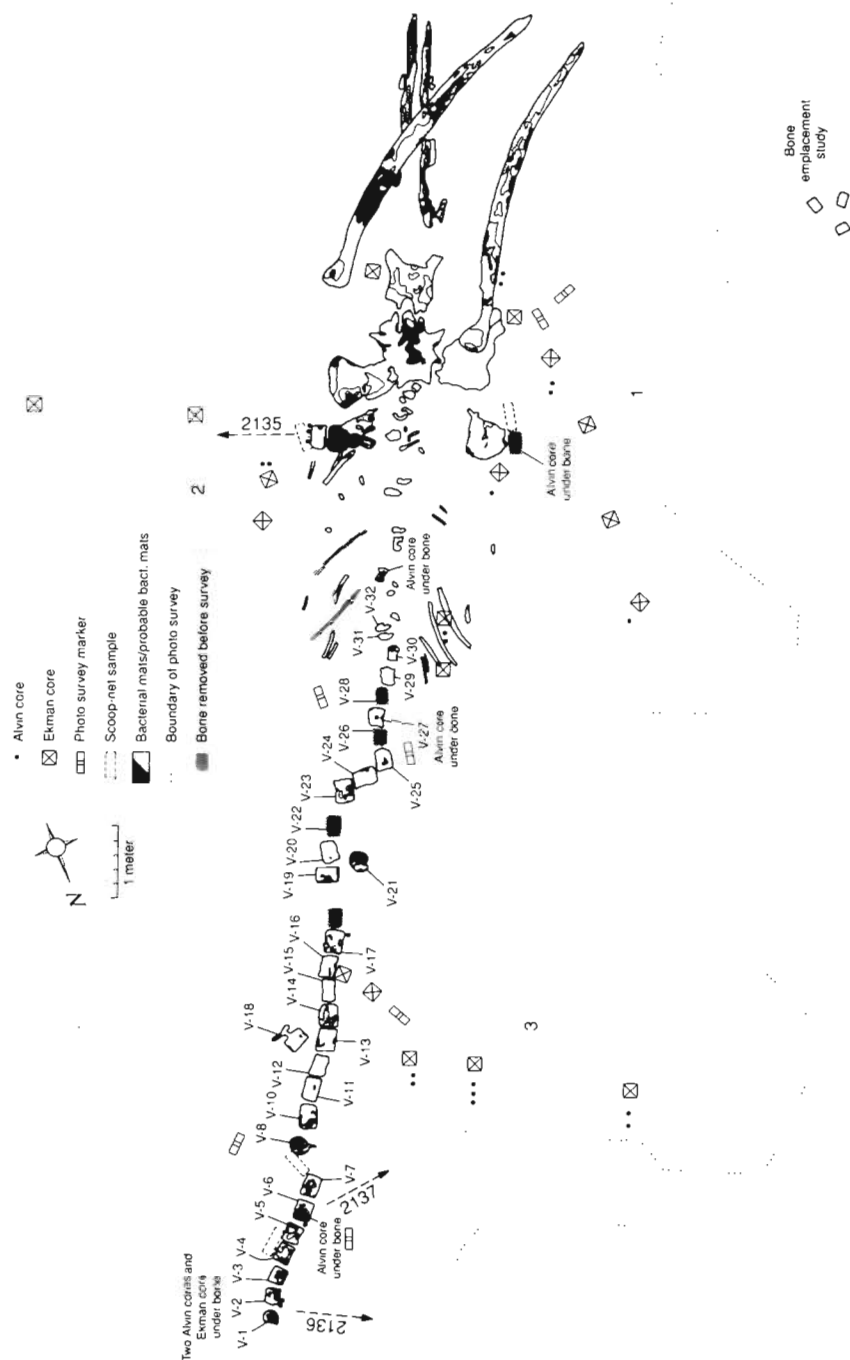 • Alvin core
Ekman core
Photo survey marker
Scoop-net sample
Bacterial mats/probable bact. mats
Boundary of photo survey
Bone removed before survey
N
1 meter
Bone
emplacement
study
1
2
3
2135
2136
2137
Two Alvin cores and
Ekman core
under bone
V-1
V-2
V-3
V-4
V-5
V-6
V-7
V-8
V-10
V-11
V-12
V-13
V-14
V-15
V-16
V-17
V-18
V-19
V-20
V-21
V-22
V-23
V-24
V-25
V-26
V-27
V-28
V-29
V-30
V-31
V-32
Alvin core
under bone
Alvin core
under bone
Alvin core
under bone
Alvin core
under bone